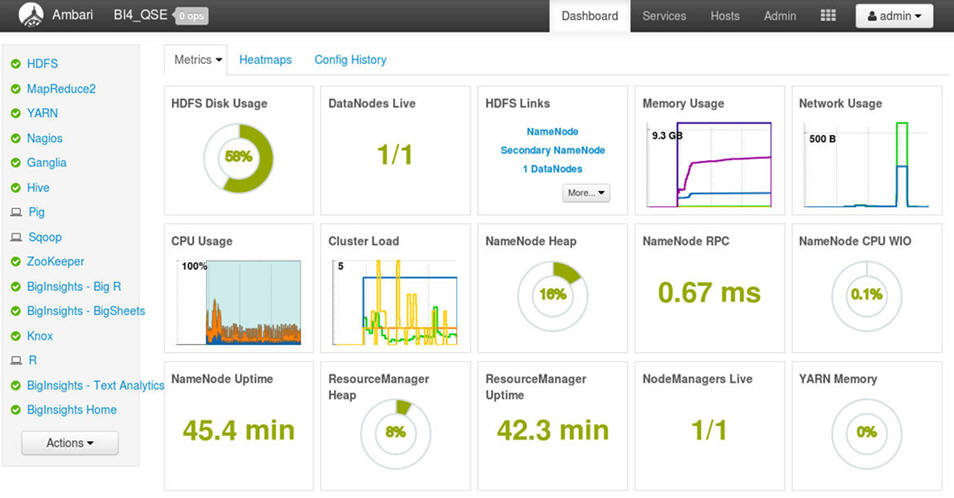 Ambari BI4_QSE 0 ops Dashboard Services Hosts Admin admin
HDFS
MapReduce2
YARN
Nagios
Ganglia
Hive
Pig
Sqoop
ZooKeeper
BigInsights - Big R
BigInsights - BigSheets
Knox
R
BigInsights - Text Analytics
BigInsights Home
Actions
Metrics Heatmaps Config History
HDFS Disk Usage
58%
DataNodes Live
1/1
HDFS Links
NameNode
Secondary NameNode
1 DataNodes
More...
Memory Usage
9.3 GB
Network Usage
500 B
CPU Usage
100%
Cluster Load
5
NameNode Heap
16%
NameNode RPC
0.67 ms
NameNode CPU WIO
0.1%
NameNode Uptime
45.4 min
ResourceManager
Heap
8%
ResourceManager
Uptime
42.3 min
NodeManagers Live
1/1
YARN Memory
0%